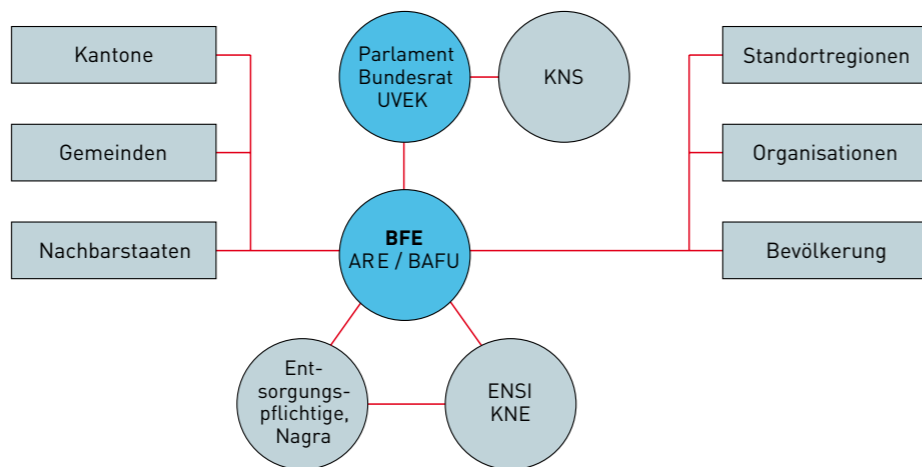 Kantone
Gemeinden
Nachbarstaaten
Parlament
Bundesrat
UVEK
KNS
BFE
ARE / BAFU
Ent-
sorgungs-
pflichtige,
Nagra
ENSI
KNE
Standortregionen
Organisationen
Bevölkerung